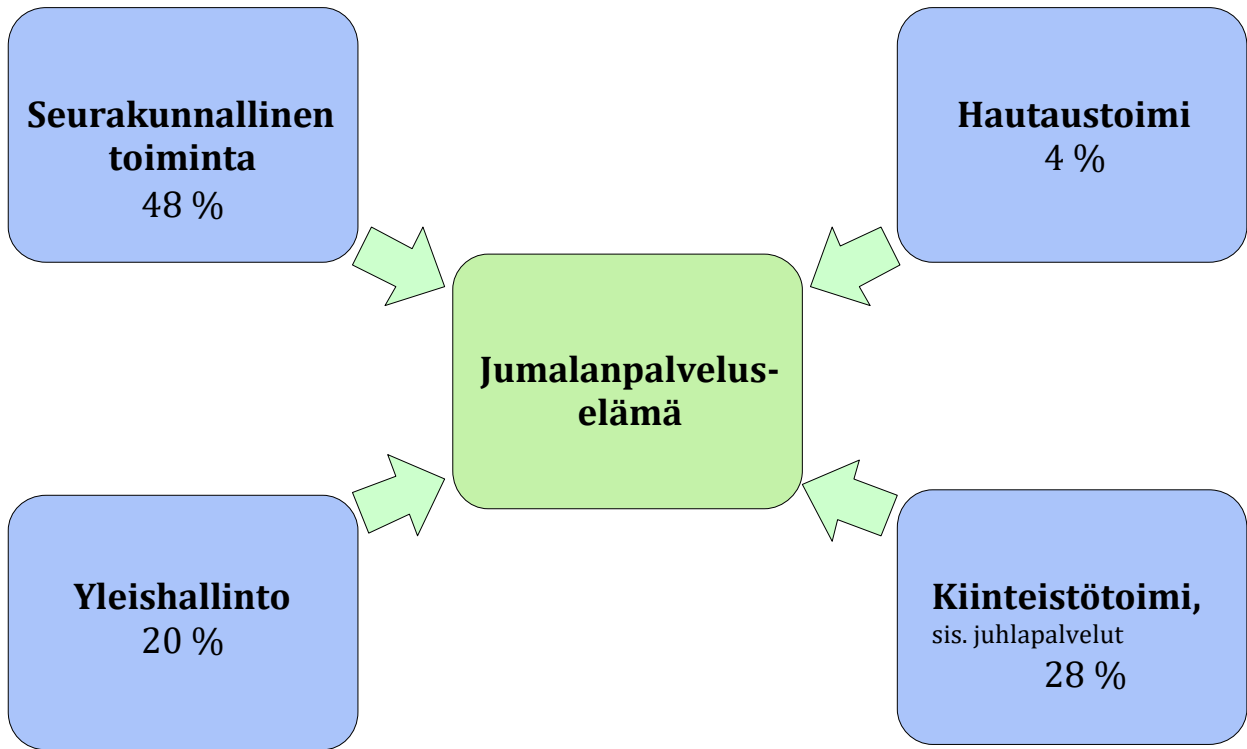 Seurakunnallinen
toiminta
48 %
Hautaustoimi
4 %
Jumalanpalvelus-
elämä
Yleishallinto
20 %
Kiinteistötoimi,
sis. juhlapalvelut
28 %